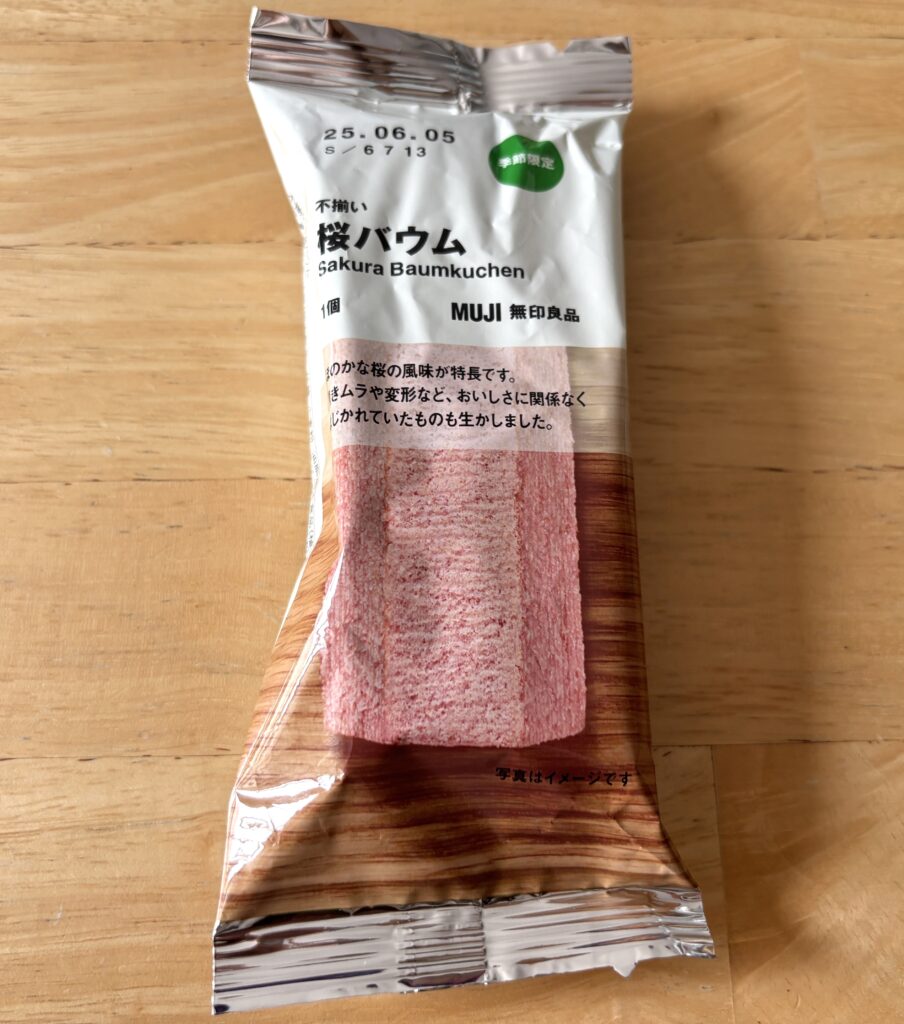 25.06.05
S/6713
季節限定
不揃い
桜バウム
Sakura Baumkuchen
1個
MUJI 無印良品
のかな桜の風味が特長です。
きムラや変形など、おいしさに関係なく
じかれていたものも生かしました。
写真はイメージです